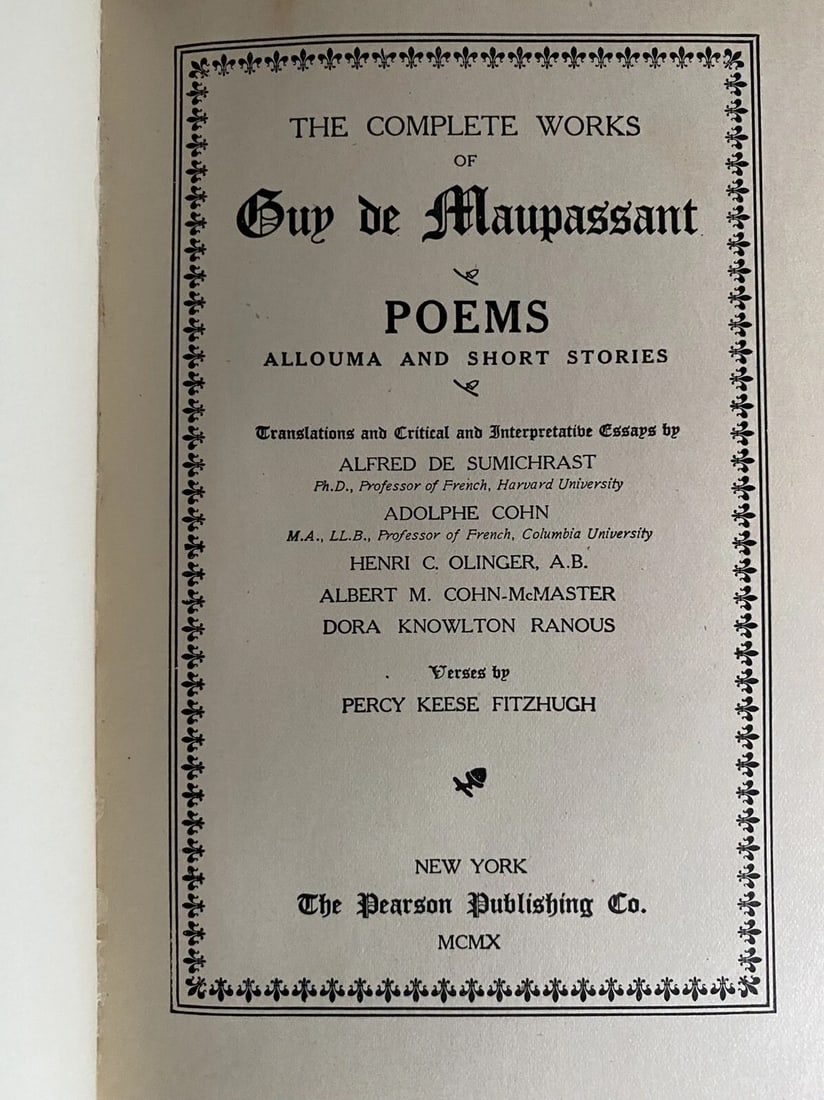 THE COMPLETE WORKS
OF
Guy de Maupassant
POEMS
ALLOUMA AND SHORT STORIES
Translations and Critical and Interpretative Essays by
ALFRED DE SUMICHRAST
Ph.D., Professor of French, Harvard University
ADOLPHE COHN
M.A., LL.B., Professor of French, Columbia University
HENRI C. OLINGER, A.B.
ALBERT M. COHN-McMASTER
DORA KNOWLTON RANOUS
Verses by
PERCY KEESE FITZHUGH
NEW YORK
The Pearson Publishing Co.
MCMX